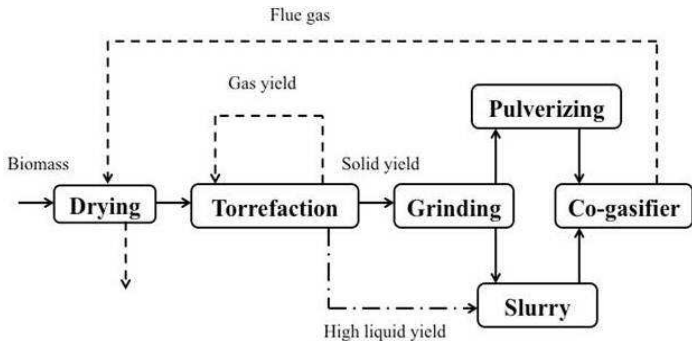 Flue gas
Gas yield
Pulverizing
Biomass
Solid yield
Drying
Torrefaction
Grinding
Co-gasifier
Slurry
High liquid yield